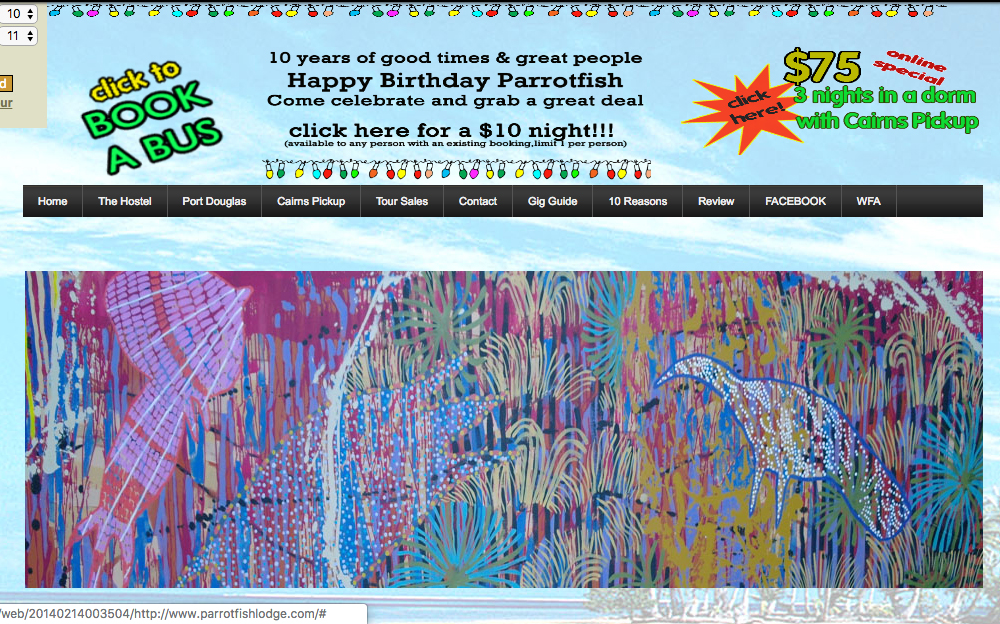 10
11
d
ur
click to
BOOK
A BUS
10 years of good times & great people
Happy Birthday Parrotfish
Come celebrate and grab a great deal
click here for a $10 night!!!
(available to any person with an existing booking,limit 1 per person)
click
here!
$75
online
special
3 nights in a dorm
with Cairns Pickup
Home The Hostel Port Douglas Cairns Pickup Tour Sales Contact Gig Guide 10 Reasons Review FACEBOOK WFA
/web/20140214003504/http://www.parrotfishlodge.com/#